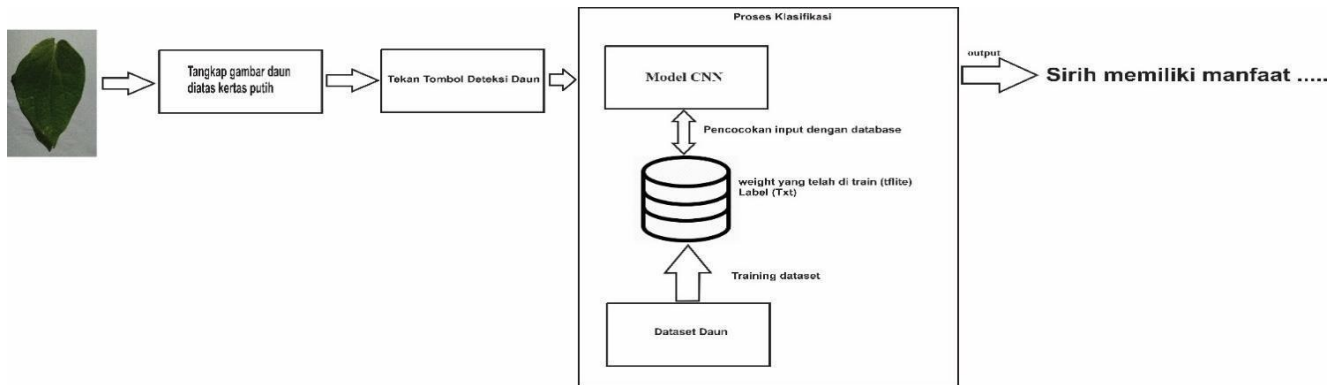 Proses Klasifikasi
Tangkap gambar daun
diatas kertas putih
Tekan Tombol Deteksi Daun
Model CNN
Pencocokan input dengan database
weight yang telah di train (tflite)
Label (Txt)
Training dataset
Dataset Daun
output
Sirih memiliki manfaat .....